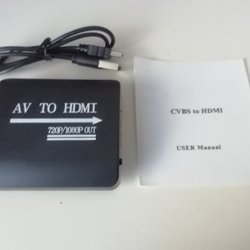 AV TO HDMI
720P/1080P OUT
CVBS to HDMI
USER Manual